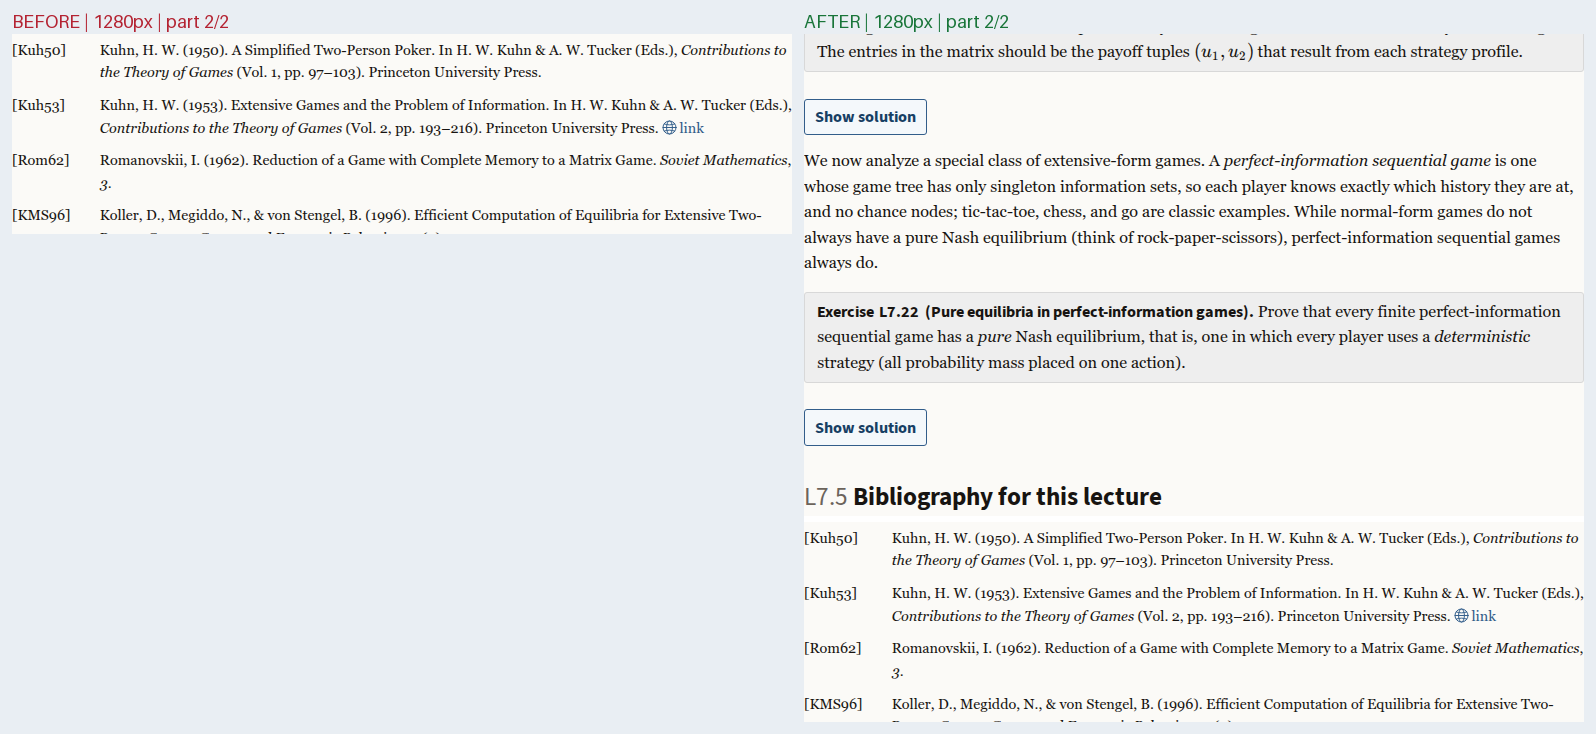 BEFORE | 1280px | part 2/2
[Kuh50] Kuhn, H. W. (1950). A Simplified Two-Person Poker. In H. W. Kuhn & A. W. Tucker (Eds.), Contributions to
the Theory of Games (Vol. 1, pp. 97–103). Princeton University Press.
[Kuh53] Kuhn, H. W. (1953). Extensive Games and the Problem of Information. In H. W. Kuhn & A. W. Tucker (Eds.),
Contributions to the Theory of Games (Vol. 2, pp. 193–216). Princeton University Press. link
[Rom62] Romanovskii, I. (1962). Reduction of a Game with Complete Memory to a Matrix Game. Soviet Mathematics,
3.
[KMS96] Koller, D., Megiddo, N., & von Stengel, B. (1996). Efficient Computation of Equilibria for Extensive Two-
AFTER | 1280px | part 2/2
The entries in the matrix should be the payoff tuples (u₁, u₂) that result from each strategy profile.
Show solution
We now analyze a special class of extensive-form games. A perfect-information sequential game is one
whose game tree has only singleton information sets, so each player knows exactly which history they are at,
and no chance nodes; tic-tac-toe, chess, and go are classic examples. While normal-form games do not
always have a pure Nash equilibrium (think of rock-paper-scissors), perfect-information sequential games
always do.
Exercise L7.22 (Pure equilibria in perfect-information games). Prove that every finite perfect-information
sequential game has a pure Nash equilibrium, that is, one in which every player uses a deterministic
strategy (all probability mass placed on one action).
Show solution
L7.5 Bibliography for this lecture
[Kuh50] Kuhn, H. W. (1950). A Simplified Two-Person Poker. In H. W. Kuhn & A. W. Tucker (Eds.), Contributions to
the Theory of Games (Vol. 1, pp. 97–103). Princeton University Press.
[Kuh53] Kuhn, H. W. (1953). Extensive Games and the Problem of Information. In H. W. Kuhn & A. W. Tucker (Eds.),
Contributions to the Theory of Games (Vol. 2, pp. 193–216). Princeton University Press. link
[Rom62] Romanovskii, I. (1962). Reduction of a Game with Complete Memory to a Matrix Game. Soviet Mathematics,
3.
[KMS96] Koller, D., Megiddo, N., & von Stengel, B. (1996). Efficient Computation of Equilibria for Extensive Two-